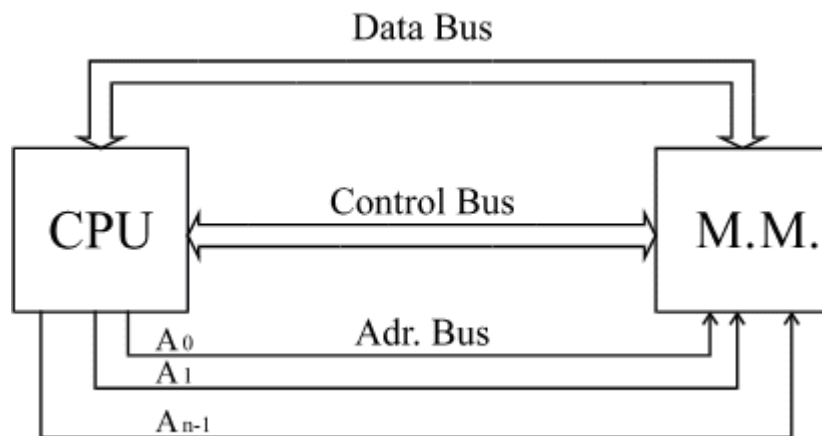 Data Bus
Control Bus
CPU
M.M.
Adr. Bus
A0
A1
An-1